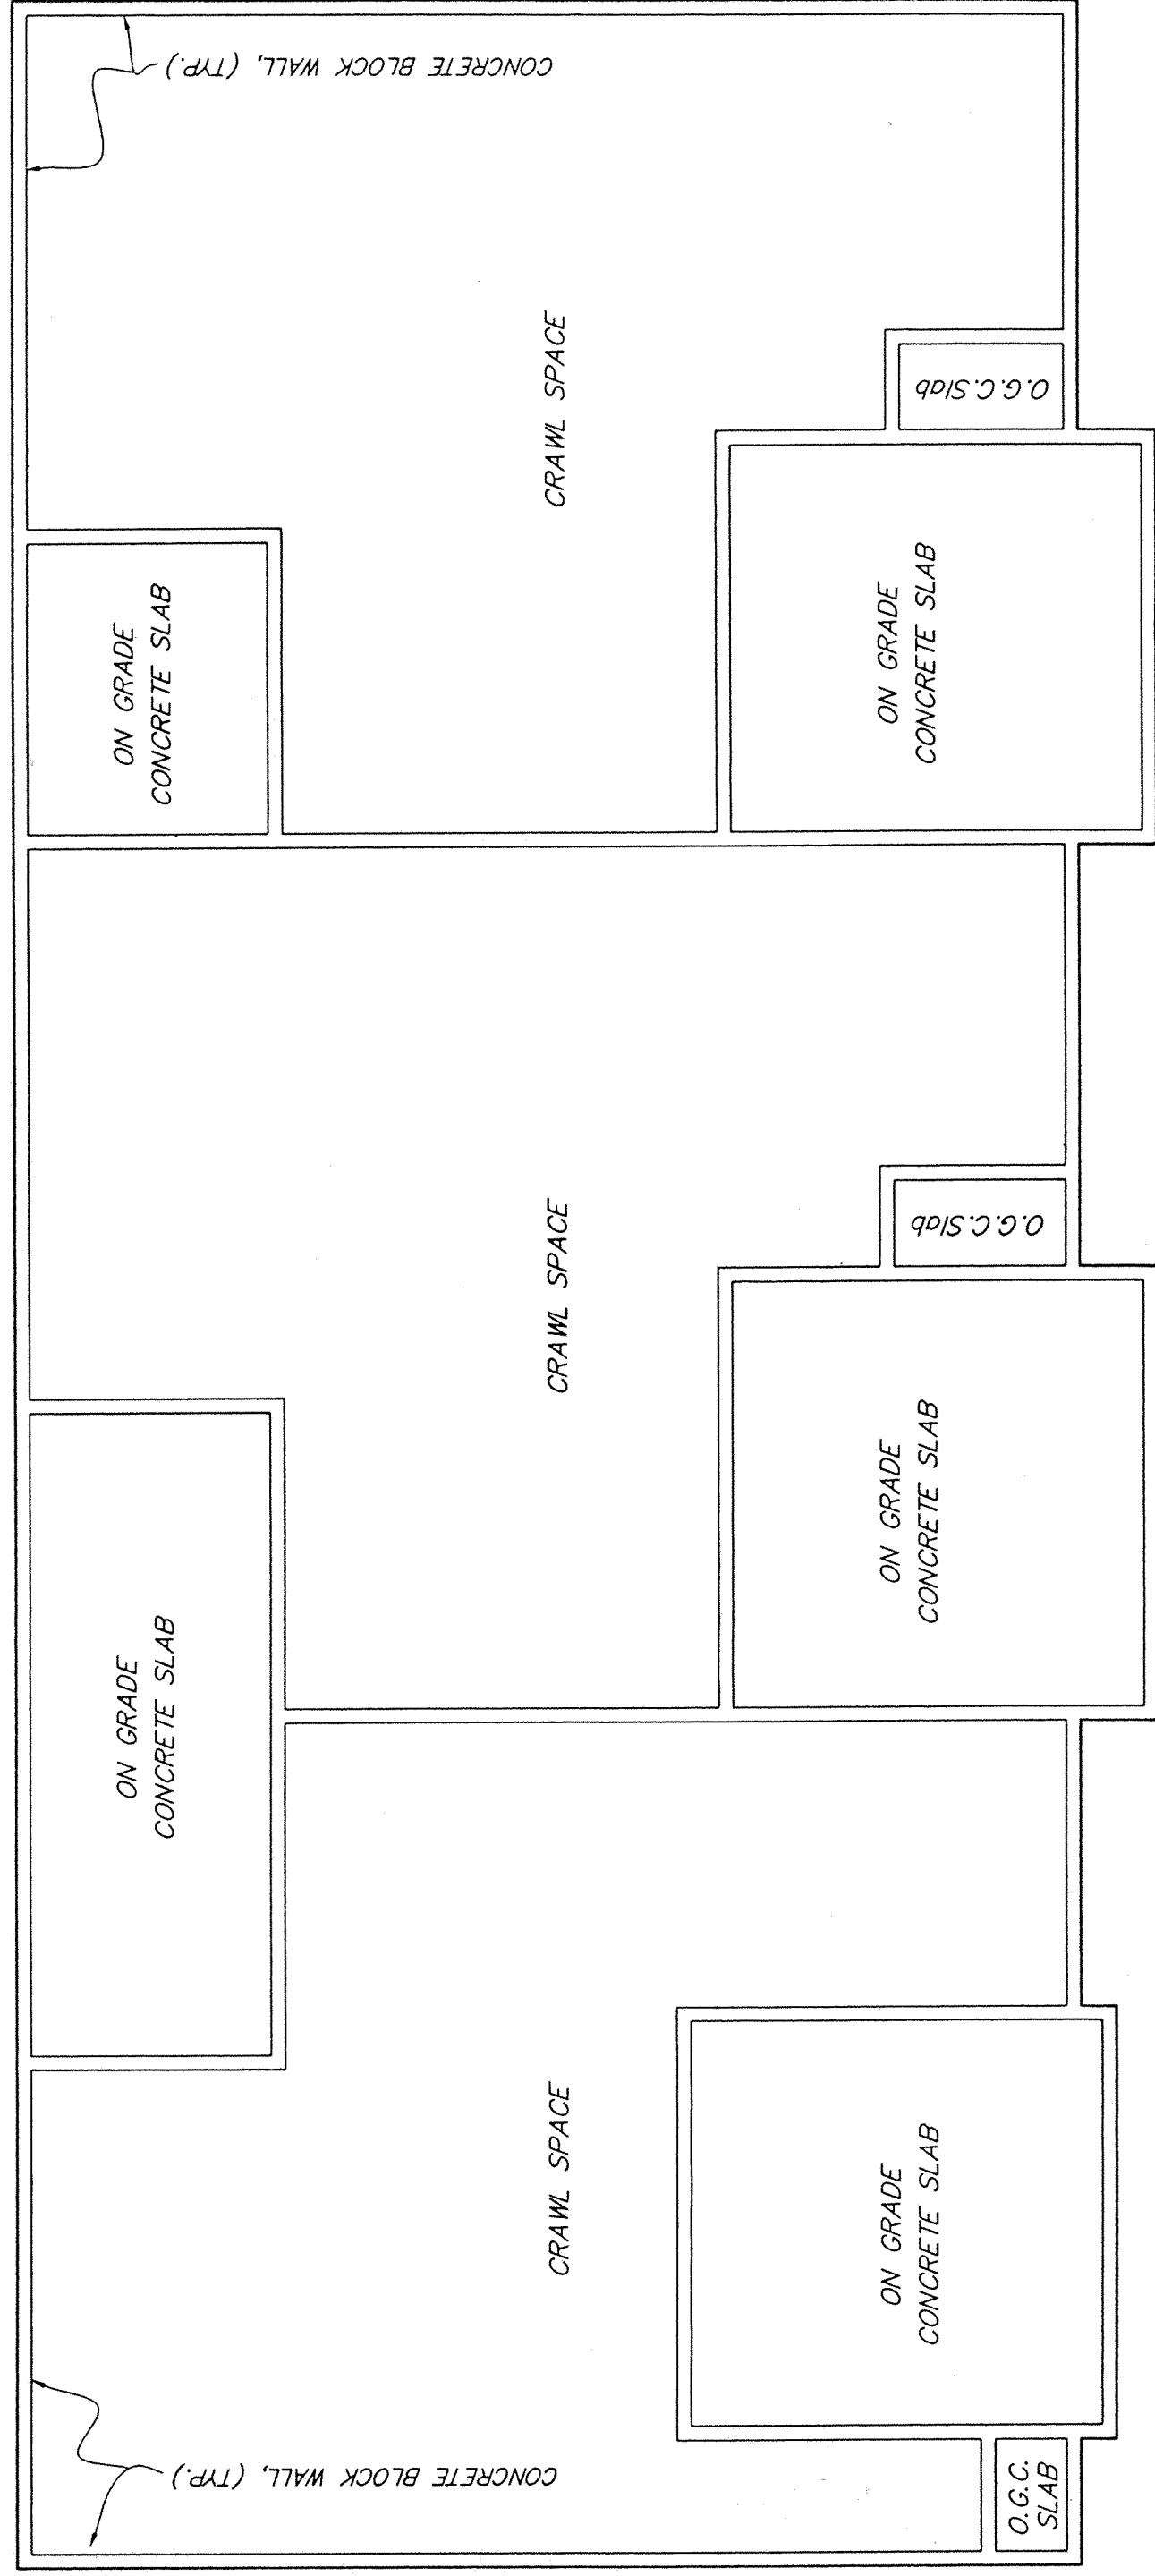 CONCRETE BLOCK WALL, (TYP.)
CRAWL SPACE
O.G.C.Slab
ON GRADE
CONCRETE SLAB
ON GRADE
CONCRETE SLAB
CRAWL SPACE
O.G.C.Slab
ON GRADE
CONCRETE SLAB
ON GRADE
CONCRETE SLAB
CRAWL SPACE
ON GRADE
CONCRETE SLAB
CONCRETE BLOCK WALL, (TYP.)
O.G.C.
SLAB